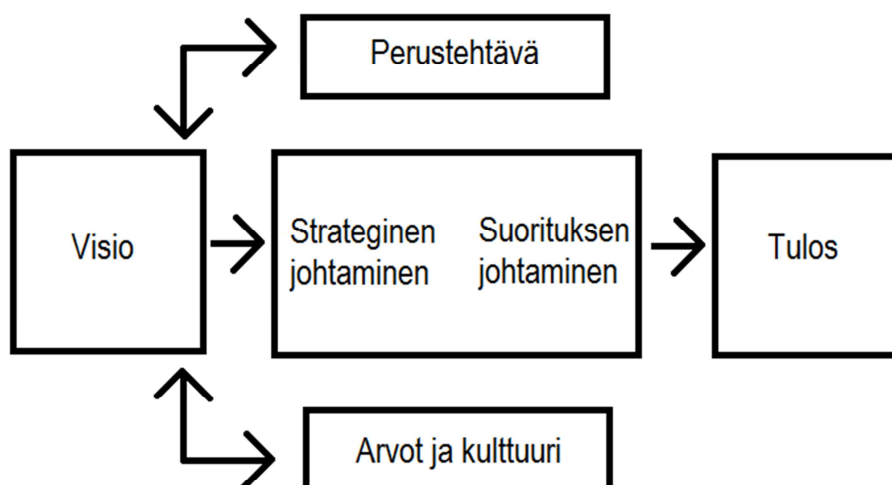 Perustehtävä
Visio
Strateginen
johtaminen
Suorituksen
johtaminen
Tulos
Arvot ja kulttuuri